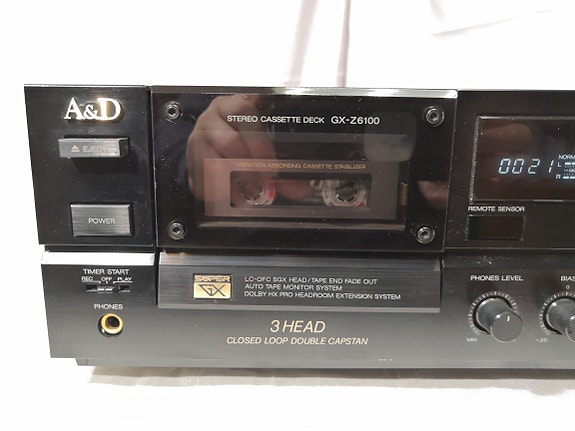 A&D
STEREO CASSETTE DECK GX-Z6100
EJECT
VIBRATION ABSORBING CASSETTE STABILIZER
0021
NORM
L
R
POWER
REMOTE SENSOR
TIMER START
REC OFF PLAY
SUPER
GX
LC-OFC SGX HEAD/TAPE END FADE OUT
AUTO TAPE MONITOR SYSTEM
DOLBY HX PRO HEADROOM EXTENSION SYSTEM
PHONES LEVEL
BIAS
0
PHONES
3 HEAD
CLOSED LOOP DOUBLE CAPSTAN
MIN
-20